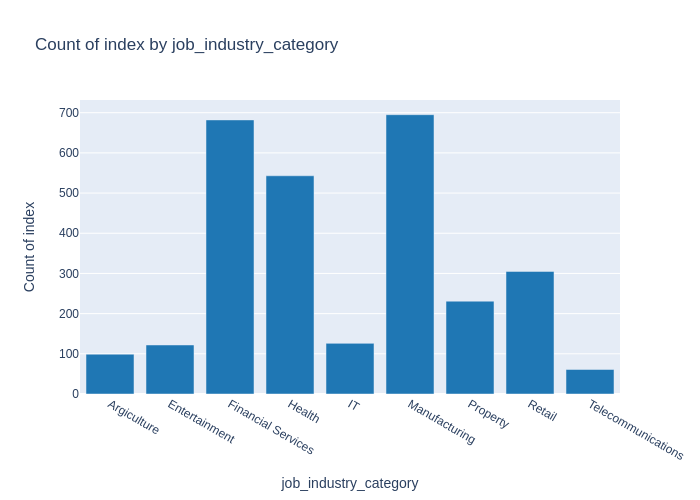 Count of index by job_industry_category
Count of index
700
600
500
400
300
200
100
0
Argiculture
Entertainment
Financial Services
Health
IT
Manufacturing
Property
Retail
Telecommunications
job_industry_category